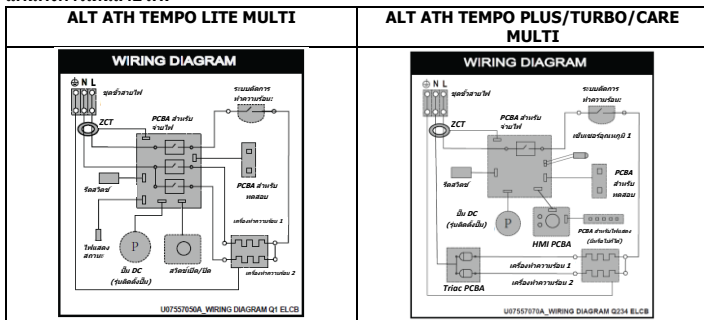 ALT ATH TEMPO LITE MULTI
WIRING DIAGRAM
N L
ชุดขั้วสายไฟ
ZCT
PCBA สำหรับ
จ่ายไฟ
ระบบตัดการ
ทำความร้อน:
รีดสวิตช์
PCBA สำหรับ
ทดสอบ
ไฟแสดง
สถานะ
P
ปั๊ม DC
(รุ่นติดตั้งปั๊ม)
สวิตช์เปิด/ปิด
เครื่องทำความร้อน 1
เครื่องทำความร้อน 2
U07557050A_WIRING DIAGRAM Q1 ELCB
ALT ATH TEMPO PLUS/TURBO/CARE
MULTI
WIRING DIAGRAM
N L
ชุดขั้วสายไฟ
ZCT
PCBA สำหรับ
จ่ายไฟ
ระบบตัดการ
ทำความร้อน:
เซ็นเซอร์อุณหภูมิ 1
รีดสวิตช์
PCBA
สำหรับ
ทดสอบ
P
ปั๊ม DC
(รุ่นติดตั้งปั๊ม)
HMI PCBA
PCBA สำหรับไฟแสดง
Triac PCBA
เครื่องทำความร้อน 1
เครื่องทำความร้อน 2
U07557070A_WIRING DIAGRAM Q234 ELCB